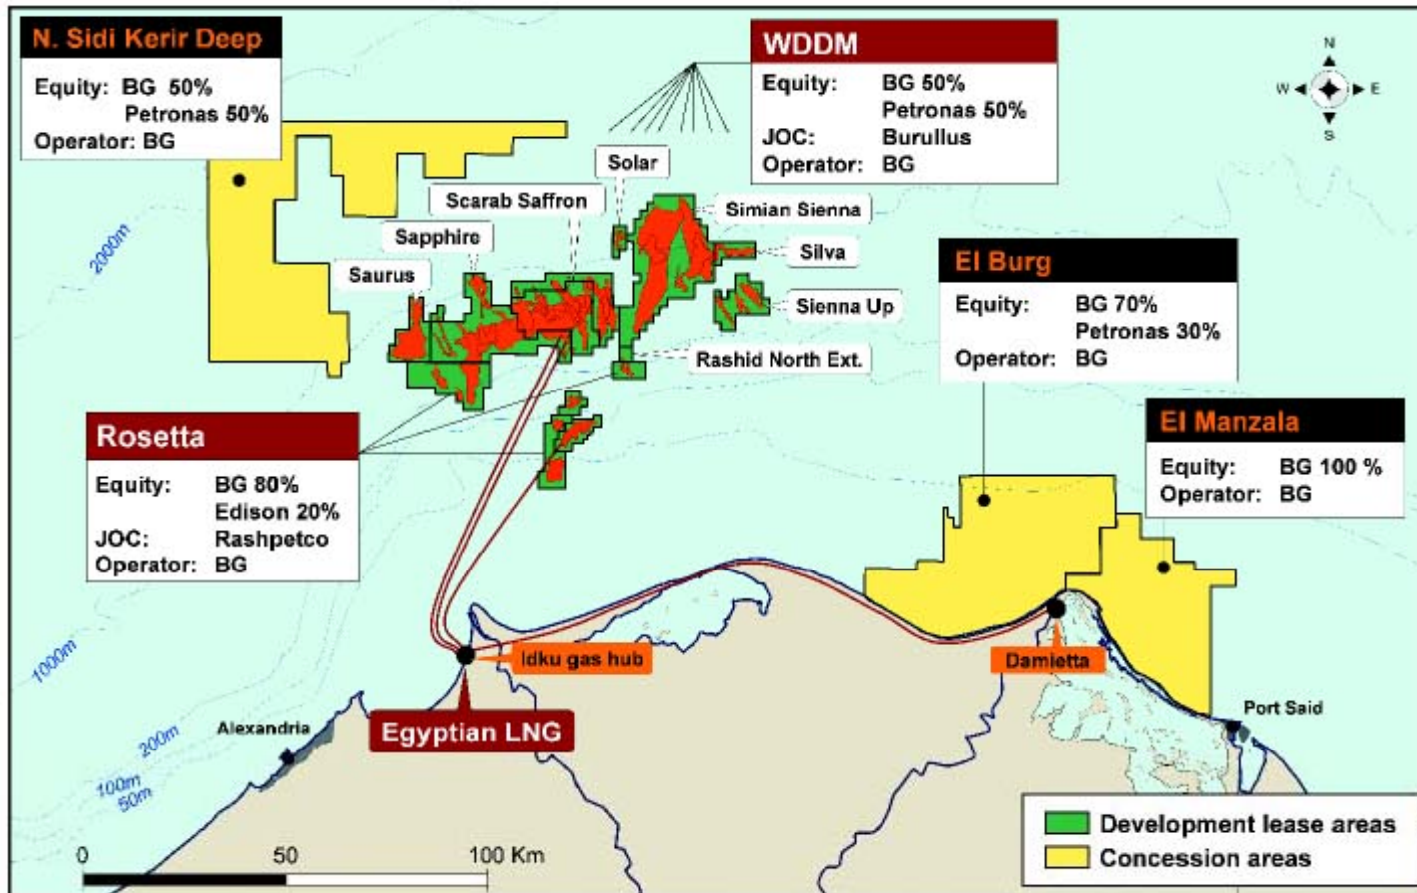 N. Sidi Kerir Deep
Equity: BG 50%
Petronas 50%
Operator: BG
WDDM
Equity: BG 50%
Petronas 50%
JOC: Burullus
Operator: BG
N
W E
S
Solar
Scarab Saffron
Simian Sienna
Sapphire
Silva
Saurus
Sienna Up
Rashid North Ext.
2000m
El Burg
Equity: BG 70%
Petronas 30%
Operator: BG
El Manzala
Equity: BG 100 %
Operator: BG
Rosetta
Equity: BG 80%
Edison 20%
JOC: Rashpetco
Operator: BG
1000m
Idku gas hub
Damietta
Egyptian LNG
Alexandria
Port Said
200m
100m
50m
0 50 100 Km
Development lease areas
Concession areas